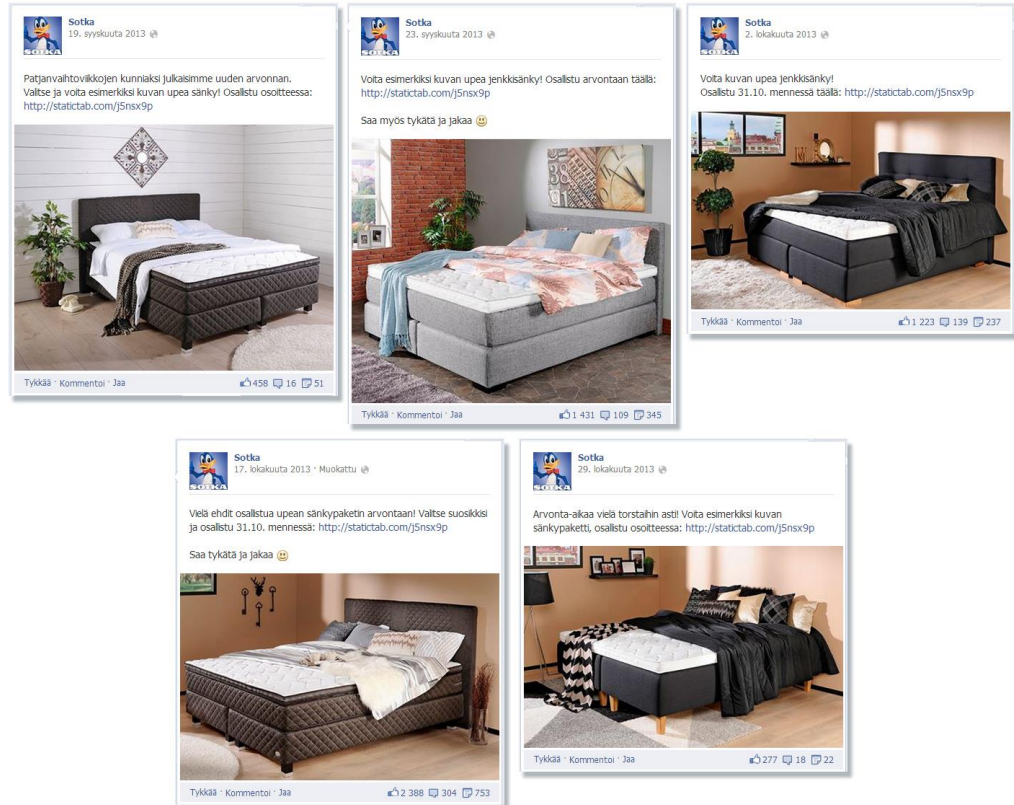 Sotka
19. syyskuuta 2013
SOTKA
Patjanvaihtoviikkojen kunniaksi julkaisimme uuden arvonnan.
Valitse ja voita esimerkiksi kuvan upea sänky! Osallistu osoitteessa:
http://statictab.com/j5nsx9p
Tykkää · Kommentoi · Jaa
458 16 51
Sotka
23. syyskuuta 2013
SOTKA
Voita esimerkiksi kuvan upea jenkkisänky! Osallistu arvontaan täällä:
http://statictab.com/j5nsx9p
Saa myös tykätä ja jakaa
Tykkää · Kommentoi · Jaa
1 431 109 345
Sotka
2. lokakuuta 2013
SOTKA
Voita kuvan upea jenkkisänky!
Osallistu 31.10. mennessä täällä: http://statictab.com/j5nsx9p
Tykkää · Kommentoi · Jaa
1 223 139 237
Sotka
17. lokakuuta 2013 · Muokattu
SOTKA
Vielä ehdit osallistua upean sänkypaketin arvontaan! Valitse suosikkisi
ja osallistu 31.10. mennessä: http://statictab.com/j5nsx9p
Saa tykätä ja jakaa
Tykkää · Kommentoi · Jaa
2 388 304 753
Sotka
29. lokakuuta 2013
SOTKA
Arvonta-aikaa vielä torstaihin asti! Voita esimerkiksi kuvan
sänkypaketti, osallistu osoitteessa: http://statictab.com/j5nsx9p
Tykkää · Kommentoi · Jaa
277 18 22